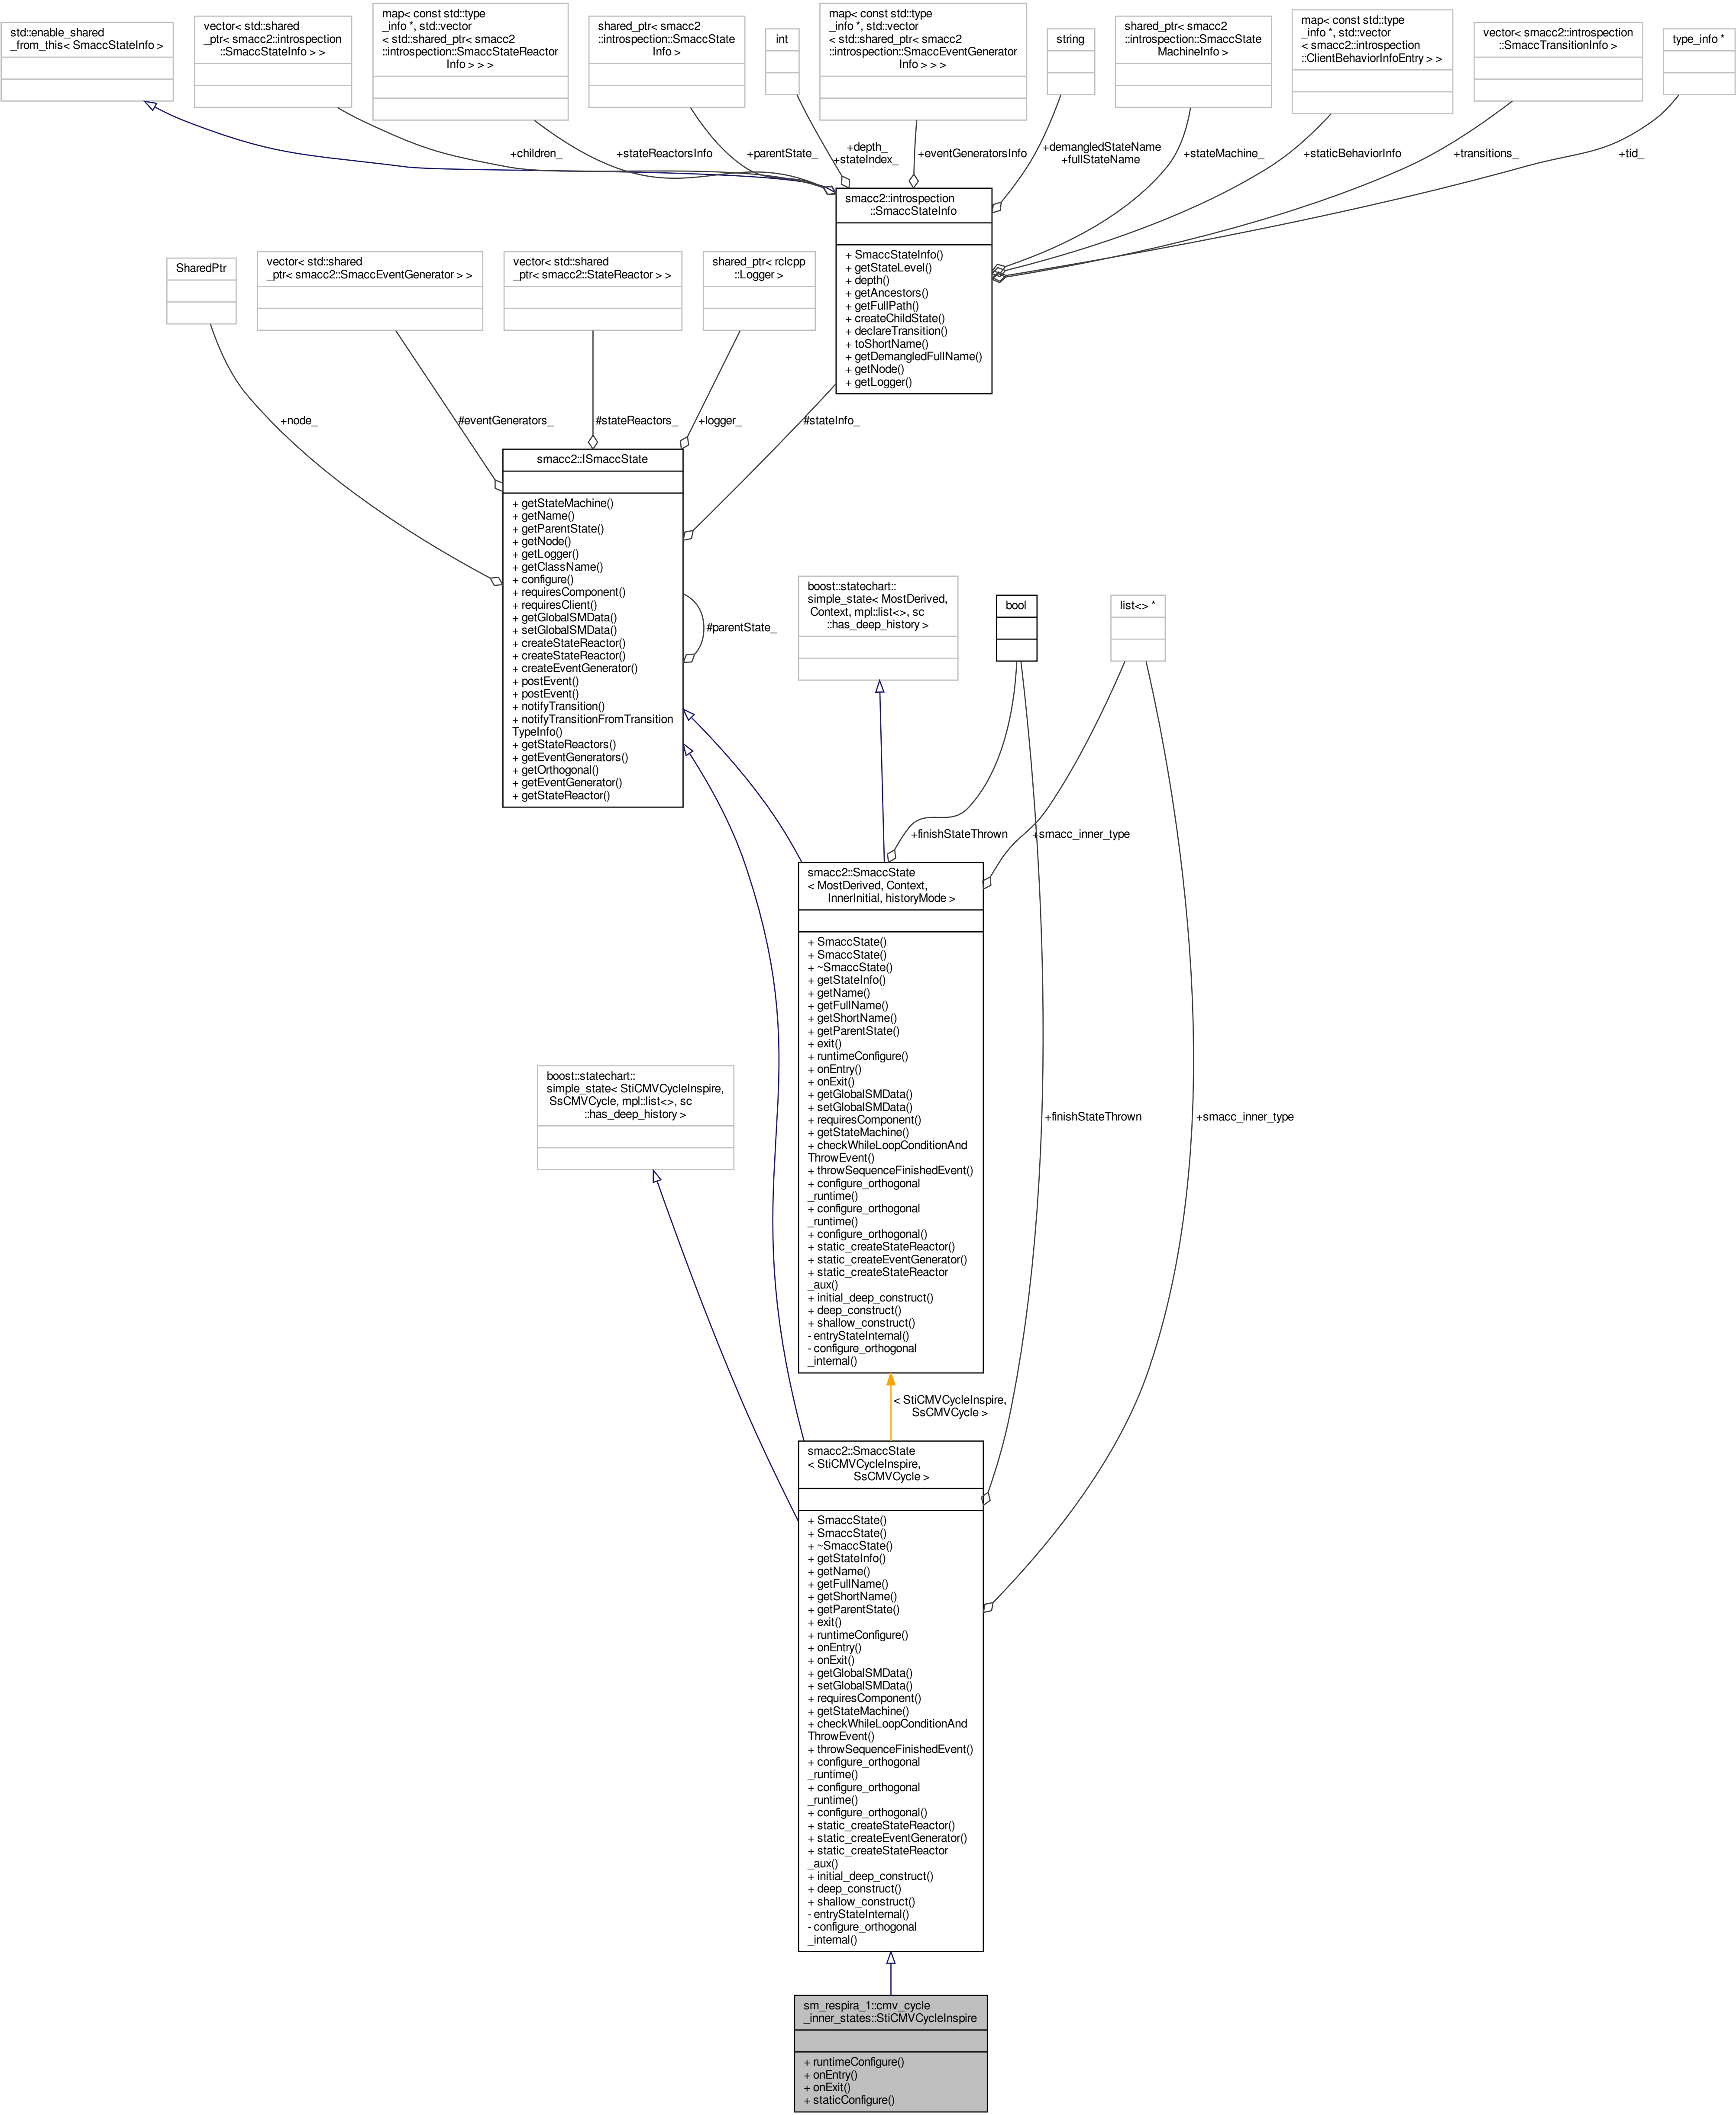 std::enable_shared
_from_this< SmaccStateInfo >
vector< std::shared
_ptr< smacc2::introspection
::SmaccStateInfo > >
map< const std::type
_info *, std::vector
< std::shared_ptr< smacc2
::introspection::SmaccStateReactor
Info > > >
shared_ptr< smacc2
::introspection::SmaccState
Info >
int
map< const std::type
_info *, std::vector
< std::shared_ptr< smacc2
::introspection::SmaccEventGenerator
Info > > >
string
shared_ptr< smacc2
::introspection::SmaccState
MachineInfo >
map< const std::type
_info *, std::vector
< smacc2::introspection
::ClientBehaviorInfoEntry > >
vector< smacc2::introspection
::SmaccTransitionInfo >
type_info *
+children_
+stateReactorsInfo
+parentState_
+depth_
+stateIndex_
+eventGeneratorsInfo
+demangledStateName
+fullStateName
+stateMachine_
+staticBehaviorInfo
+transitions_
+tid_
smacc2::introspection
::SmaccStateInfo
+ SmaccStateInfo()
+ getStateLevel()
+ depth()
+ getAncestors()
+ getFullPath()
+ createChildState()
+ declareTransition()
+ toShortName()
+ getDemangledFullName()
+ getNode()
+ getLogger()
SharedPtr
vector< std::shared
_ptr< smacc2::SmaccEventGenerator > >
vector< std::shared
_ptr< smacc2::StateReactor > >
shared_ptr< rclcpp
::Logger >
+node_
#eventGenerators_
#stateReactors_
+logger_
#stateInfo_
smacc2::ISmaccState
+ getStateMachine()
+ getName()
+ getParentState()
+ getNode()
+ getLogger()
+ getClassName()
+ configure()
+ requiresComponent()
+ requiresClient()
+ getGlobalSMData()
+ setGlobalSMData()
+ createStateReactor()
+ createStateReactor()
+ createEventGenerator()
+ postEvent()
+ postEvent()
+ notifyTransition()
+ notifyTransitionFromTransition
TypeInfo()
+ getStateReactors()
+ getEventGenerators()
+ getOrthogonal()
+ getEventGenerator()
+ getStateReactor()
#parentState_
boost::statechart::
simple_state< MostDerived,
Context, mpl::list<>, sc
::has_deep_history >
bool
list<> *
+finishStateThrown
+smacc_inner_type
smacc2::SmaccState
< MostDerived, Context,
InnerInitial, historyMode >
+ SmaccState()
+ SmaccState()
+ ~SmaccState()
+ getStateInfo()
+ getName()
+ getFullName()
+ getShortName()
+ getParentState()
+ exit()
+ runtimeConfigure()
+ onEntry()
+ onExit()
+ getGlobalSMData()
+ setGlobalSMData()
+ requiresComponent()
+ getStateMachine()
+ checkWhileLoopConditionAnd
ThrowEvent()
+ throwSequenceFinishedEvent()
+ configure_orthogonal
_runtime()
+ configure_orthogonal
_runtime()
+ configure_orthogonal()
+ static_createStateReactor()
+ static_createEventGenerator()
+ static_createStateReactor
_aux()
+ initial_deep_construct()
+ deep_construct()
+ shallow_construct()
- entryStateInternal()
- configure_orthogonal
_internal()
boost::statechart::
simple_state< StiCMVCycleInspire,
SsCMVCycle, mpl::list<>, sc
::has_deep_history >
+finishStateThrown
+smacc_inner_type
< StiCMVCycleInspire,
SsCMVCycle >
smacc2::SmaccState
< StiCMVCycleInspire,
SsCMVCycle >
+ SmaccState()
+ SmaccState()
+ ~SmaccState()
+ getStateInfo()
+ getName()
+ getFullName()
+ getShortName()
+ getParentState()
+ exit()
+ runtimeConfigure()
+ onEntry()
+ onExit()
+ getGlobalSMData()
+ setGlobalSMData()
+ requiresComponent()
+ getStateMachine()
+ checkWhileLoopConditionAnd
ThrowEvent()
+ throwSequenceFinishedEvent()
+ configure_orthogonal
_runtime()
+ configure_orthogonal
_runtime()
+ configure_orthogonal()
+ static_createStateReactor()
+ static_createEventGenerator()
+ static_createStateReactor
_aux()
+ initial_deep_construct()
+ deep_construct()
+ shallow_construct()
- entryStateInternal()
- configure_orthogonal
_internal()
sm_respira_1::cmv_cycle
_inner_states::StiCMVCycleInspire
+ runtimeConfigure()
+ onEntry()
+ onExit()
+ staticConfigure()